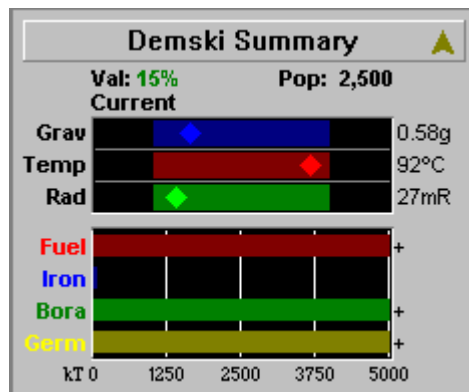 Demski Summary
Val: 15% Pop: 2,500
Current
Grav 0.58g
Temp 92°C
Rad 27mR
Fuel +
Iron
Bora +
Germ +
kT 0 1250 2500 3750 5000